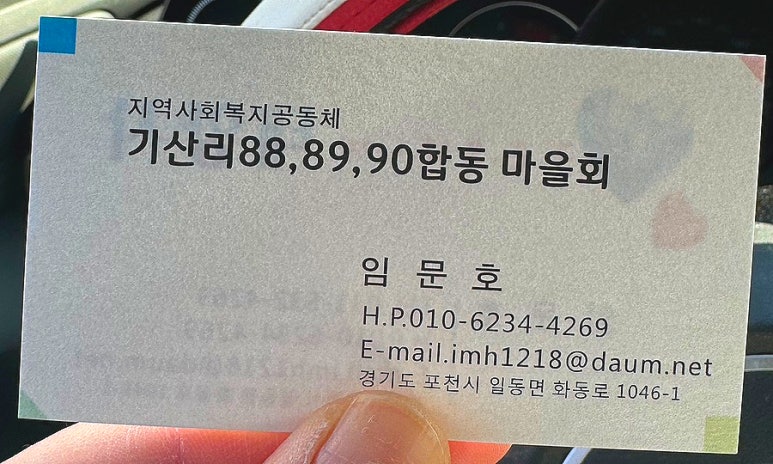 지역사회복지공동체
기산리88,89,90합동 마을회
임 문 호
H.P.010-6234-4269
E-mail.imh1218@daum.net
경기도 포천시 일동면 화동로 1046-1